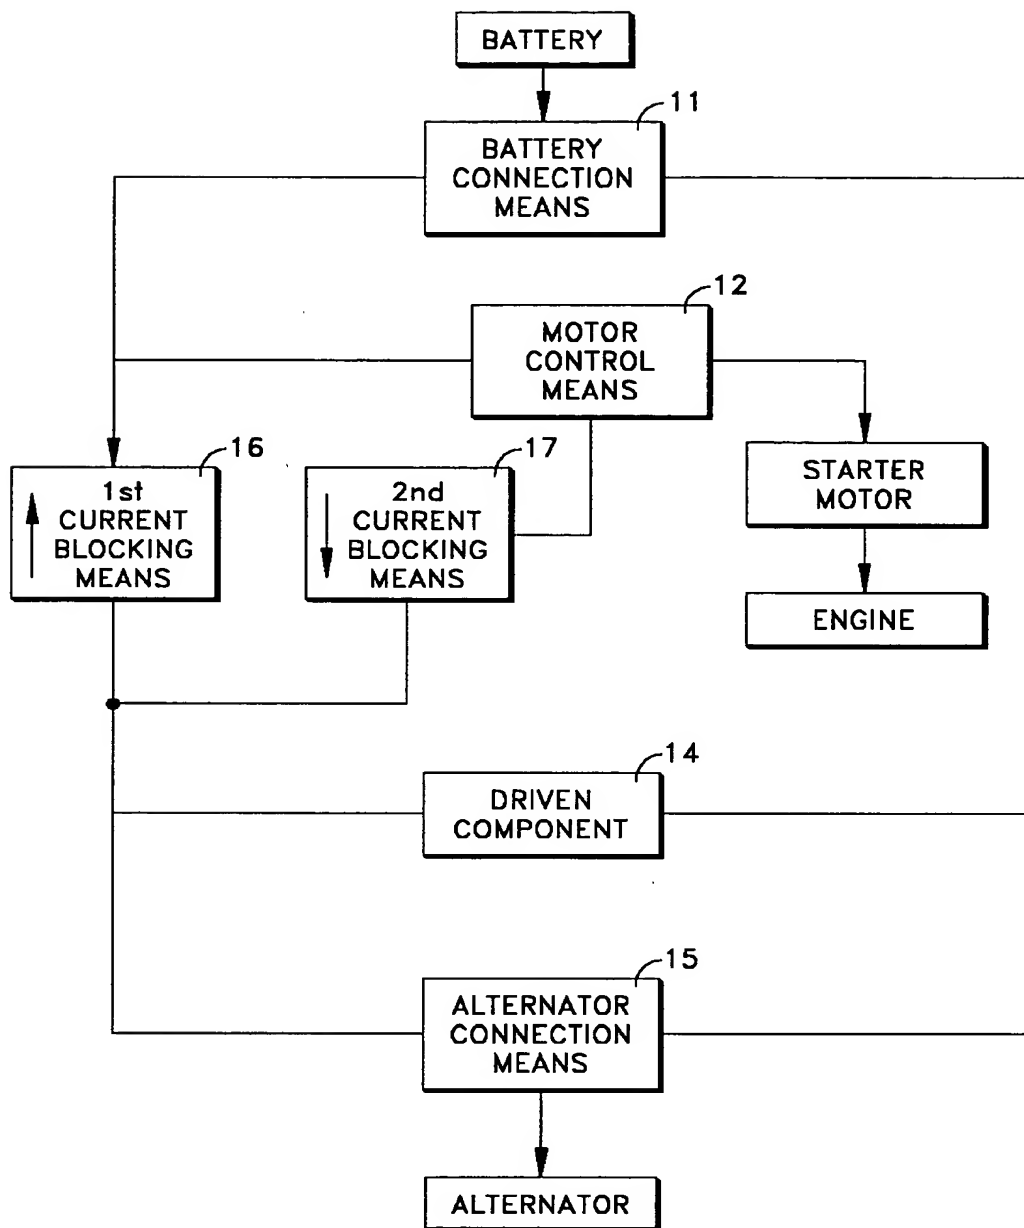 BATTERY
11
BATTERY
CONNECTION
MEANS
12
MOTOR
CONTROL
MEANS
16
1st
CURRENT
BLOCKING
MEANS
17
2nd
CURRENT
BLOCKING
MEANS
STARTER
MOTOR
ENGINE
14
DRIVEN
COMPONENT
15
ALTERNATOR
CONNECTION
MEANS
ALTERNATOR